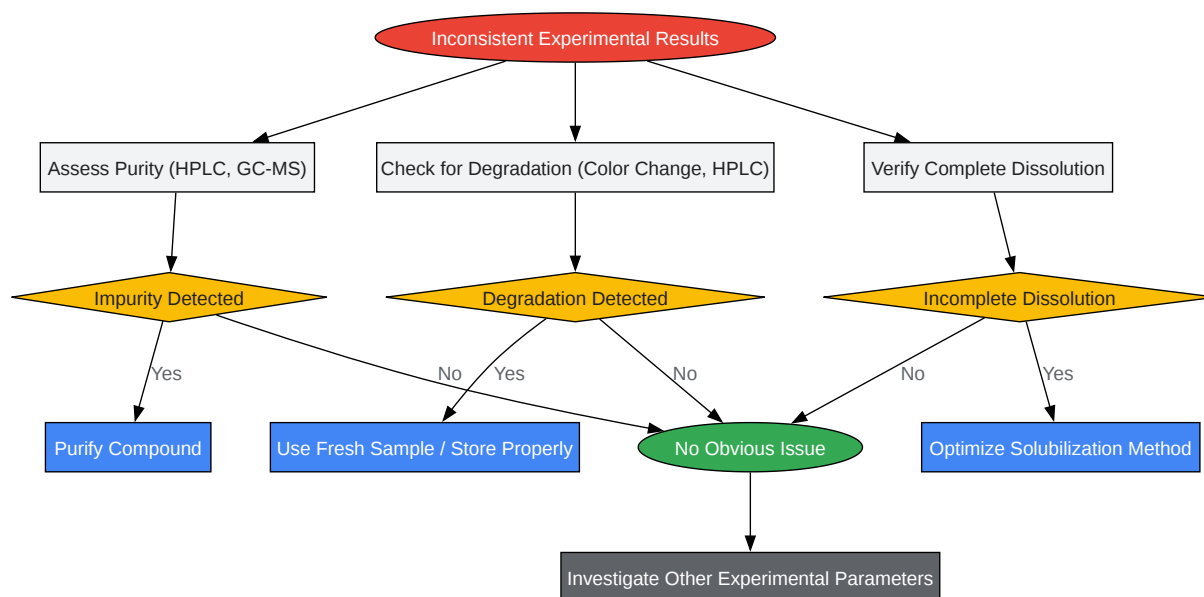 Inconsistent Experimental Results
Assess Purity (HPLC, GC-MS)
Check for Degradation (Color Change, HPLC)
Verify Complete Dissolution
Impurity Detected
Degradation Detected
Incomplete Dissolution
Yes
No
Yes
No
No
Yes
Purify Compound
Use Fresh Sample / Store Properly
No Obvious Issue
Optimize Solubilization Method
Investigate Other Experimental Parameters